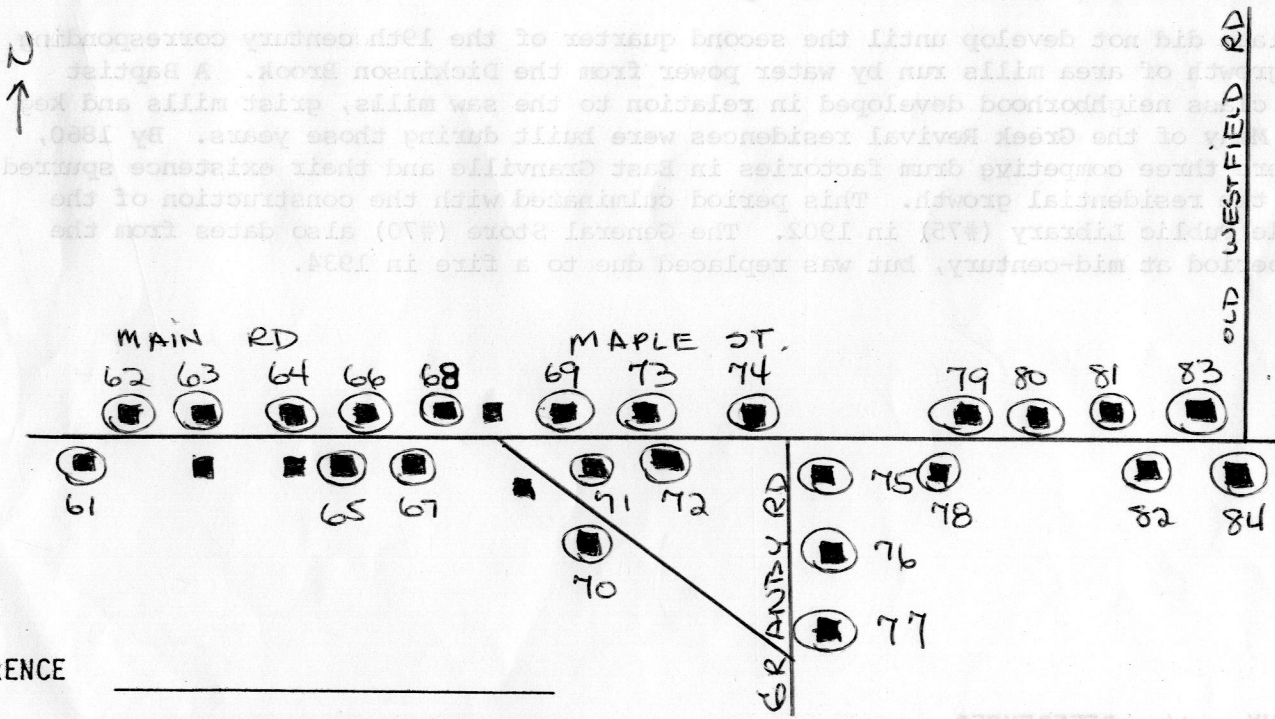 did not develop until the second quarter of the 19th century corresponding
growth of area mills run by water power from the Dickinson Brook. A Baptist
class neighborhood developed in relation to the saw mills, grist mills and
of the Greek Revival residences were built during those years. By 1860,
three competitive drum factories in East Granville and their existence spurred
residential growth. This period culminated with the construction of the
Public Library (#75) in 1902. The General Store (#70) also dates from the
period at mid-century, but was replaced due to a fire in 1934.
N
OLD WESTFIELD RD
MAIN RD MAPLE ST.
62 63 64 66 68 69 73 74 79 80 81 83
61 65 67 71 72 75 78 82 84
70 76
77
GRANBY RD
ENCE